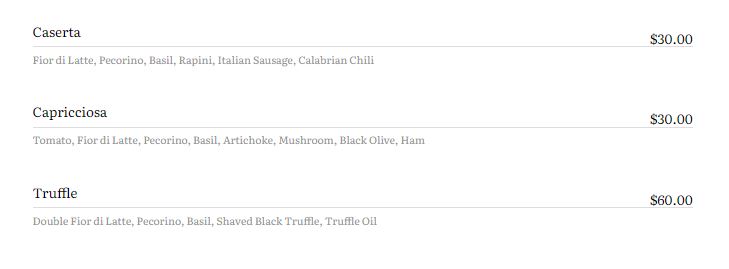 Caserta
$30.00
Fior di Latte, Pecorino, Basil, Rapini, Italian Sausage, Calabrian Chili
Capricciosa
$30.00
Tomato, Fior di Latte, Pecorino, Basil, Artichoke, Mushroom, Black Olive, Ham
Truffle
$60.00
Double Fior di Latte, Pecorino, Basil, Shaved Black Truffle, Truffle Oil